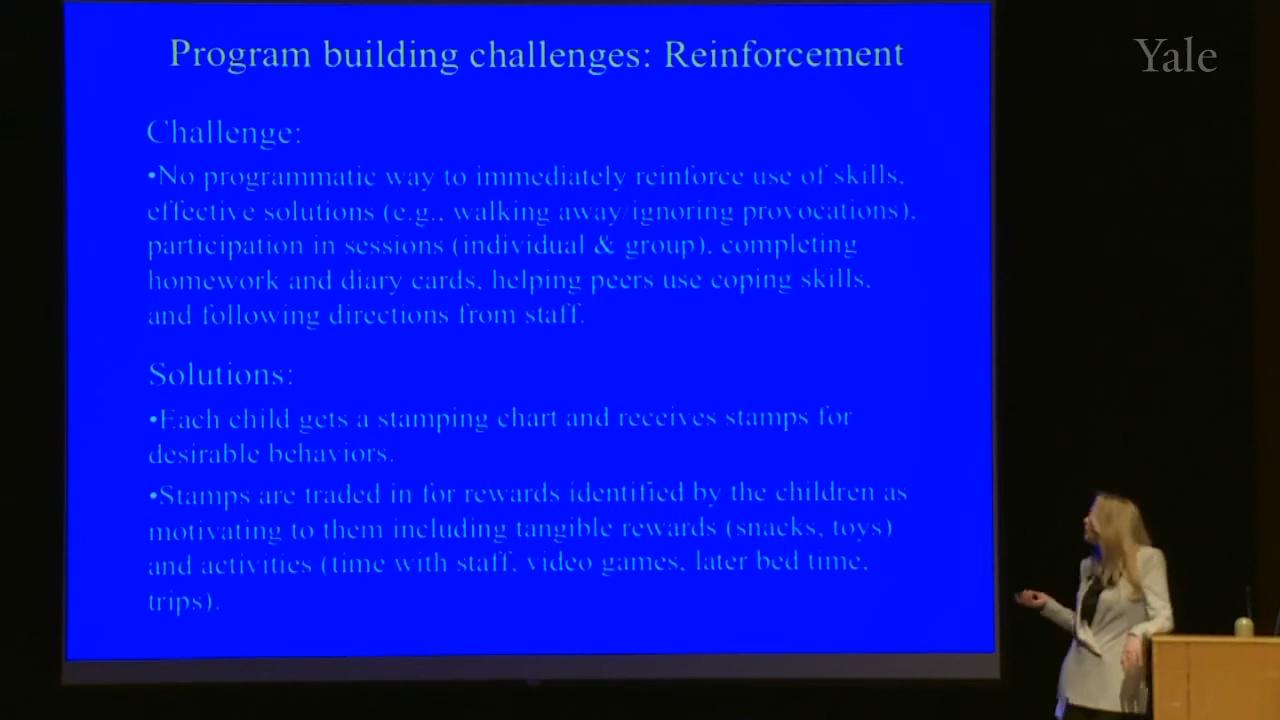 Program building challenges: Reinforcement
Yale
Challenge:
•No programmatic way to immediately reinforce use of skills,
effective solutions (e.g., walking away/ignoring provocations),
participation in sessions (individual & group), completing
homework and diary cards, helping peers use coping skills,
and following directions from staff.
Solutions:
•Each child gets a stamping chart and receives stamps for
desirable behaviors.
•Stamps are traded in for rewards identified by the children as
motivating to them including tangible rewards (snacks, toys)
and activities (time with staff, video games, later bed time,
trips).